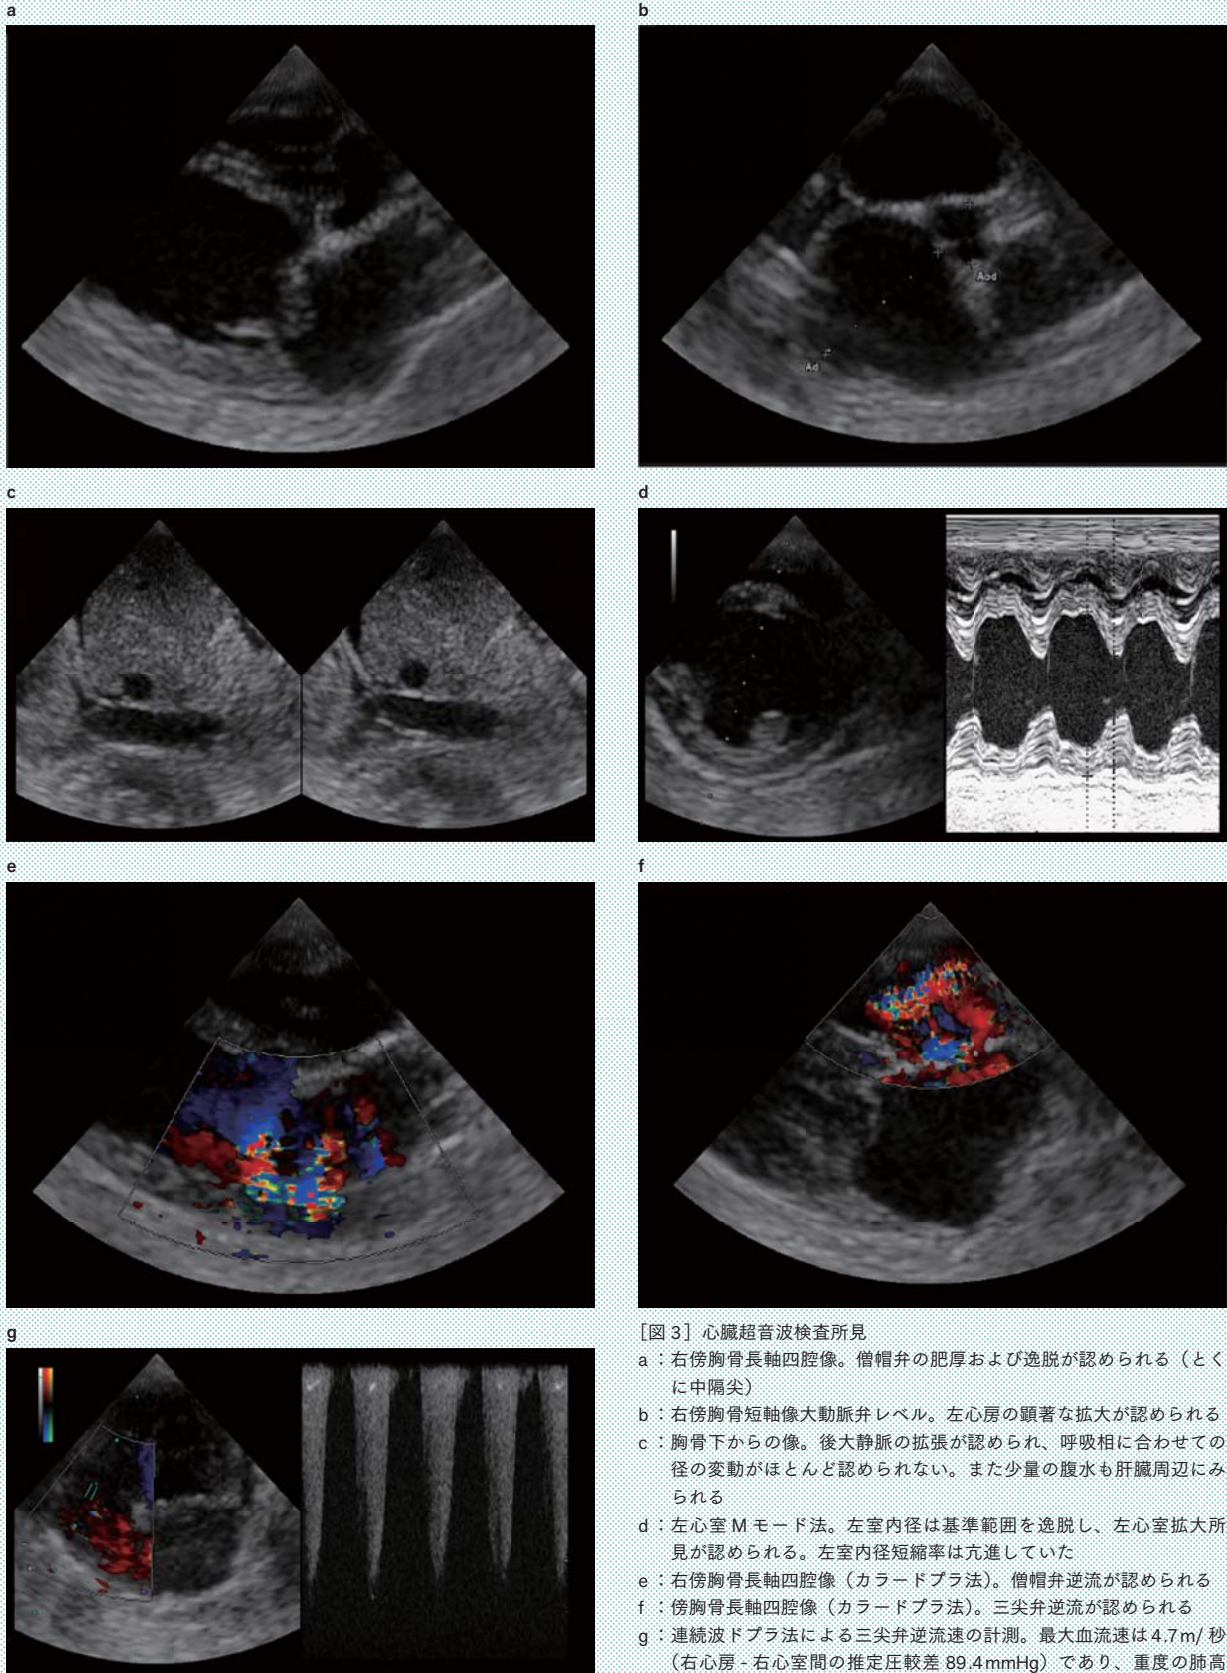 a
b
Aod
Ad
c
d
e
f
g
［図 3］心臓超音波検査所見
a：右傍胸骨長軸四腔像。僧帽弁の肥厚および逸脱が認められる（とく
に中隔尖）
b：右傍胸骨短軸像大動脈弁レベル。左心房の顕著な拡大が認められる
c：胸骨下からの像。後大静脈の拡張が認められ、呼吸相に合わせての
径の変動がほとんど認められない。また少量の腹水も肝臓周辺にみ
られる
d：左心室 M モード法。左室内径は基準範囲を逸脱し、左心室拡大所
見が認められる。左室内径短縮率は亢進していた
e：右傍胸骨長軸四腔像（カラードプラ法）。僧帽弁逆流が認められる
f：傍胸骨長軸四腔像（カラードプラ法）。三尖弁逆流が認められる
g：連続波ドプラ法による三尖弁逆流速の計測。最大血流速は4.7m/ 秒
（右心房 - 右心室間の推定圧較差 89.4mmHg）であり、重度の肺高